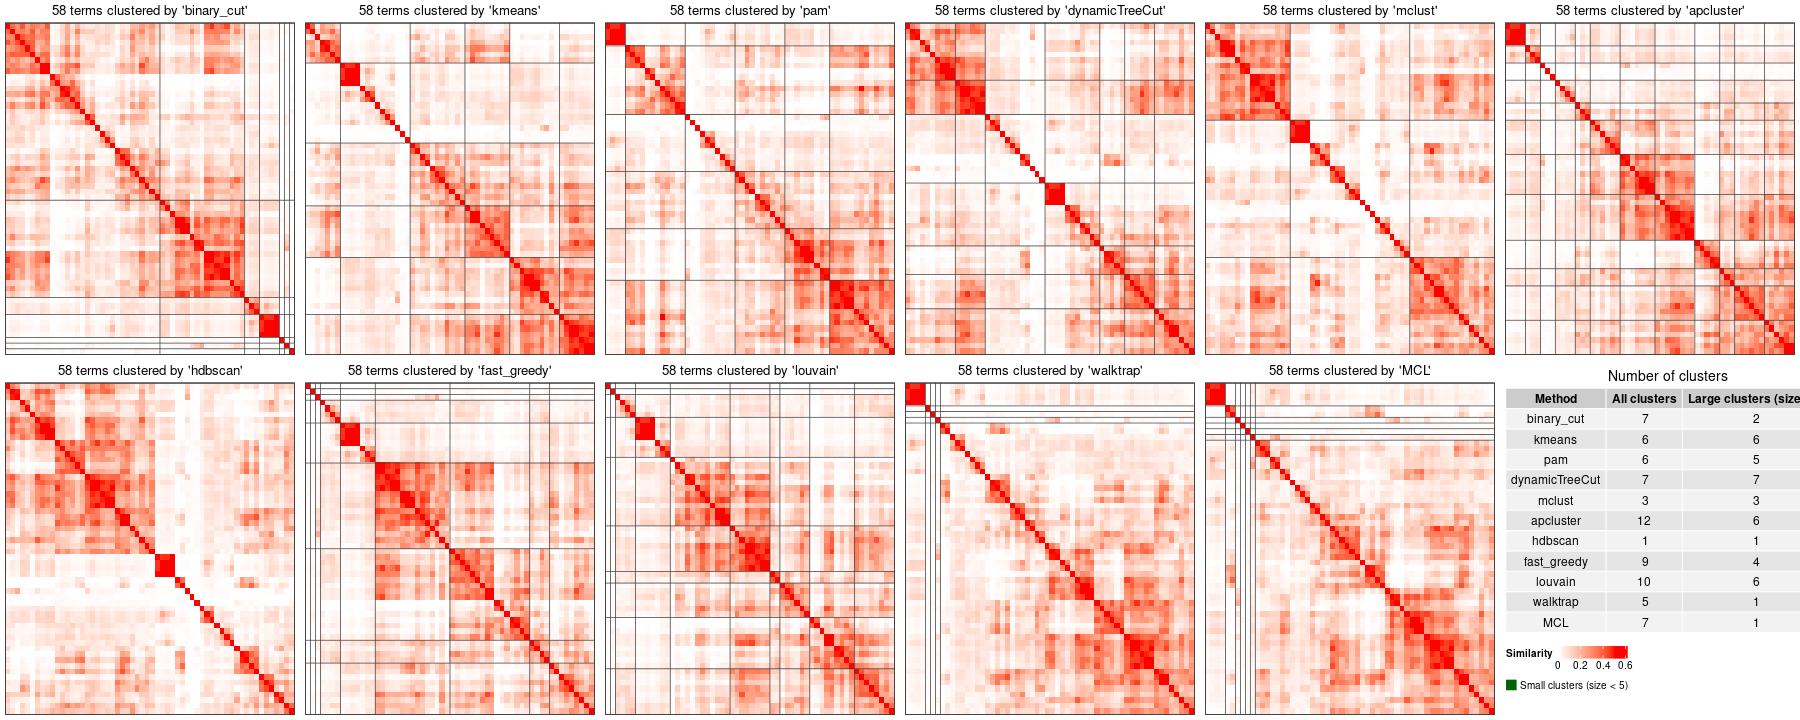 58 terms clustered by 'binary_cut'
58 terms clustered by 'kmeans'
58 terms clustered by 'pam'
58 terms clustered by 'dynamicTreeCut'
58 terms clustered by 'mclust'
58 terms clustered by 'apcluster'
58 terms clustered by 'hdbscan'
58 terms clustered by 'fast_greedy'
58 terms clustered by 'louvain'
58 terms clustered by 'walktrap'
58 terms clustered by 'MCL'
Number of clusters
Method All clusters Large clusters (size
binary_cut 7 2
kmeans 6 6
pam 6 5
dynamicTreeCut 7 7
mclust 3 3
apcluster 12 6
hdbscan 1 1
fast_greedy 9 4
louvain 10 6
walktrap 5 1
MCL 7 1
Similarity
0 0.2 0.4 0.6
Small clusters (size < 5)